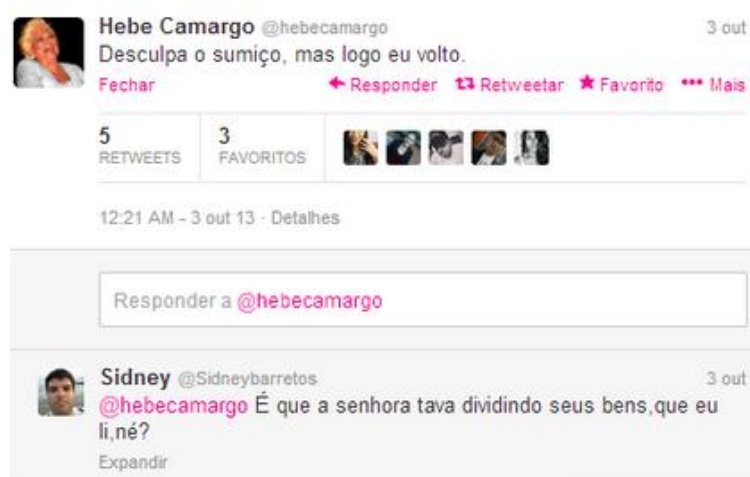 Hebe Camargo @hebecamargo 3 out
Desculpa o sumiço, mas logo eu volto.
Fechar Responder Retweetar Favorito ••• Mais
5 3
RETWEETS FAVORITOS
12:21 AM - 3 out 13 · Detalhes
Responder a @hebecamargo
Sidney @Sidneybarretos 3 out
@hebecamargo É que a senhora tava dividindo seus bens,que eu
li,né?
Expandir